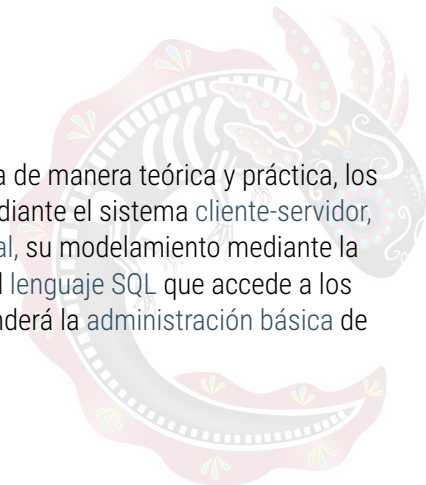 a de manera teórica y práctica, los
diante el sistema cliente-servidor,
al, su modelamiento mediante la
l lenguaje SQL que accede a los
nderá la administración básica de